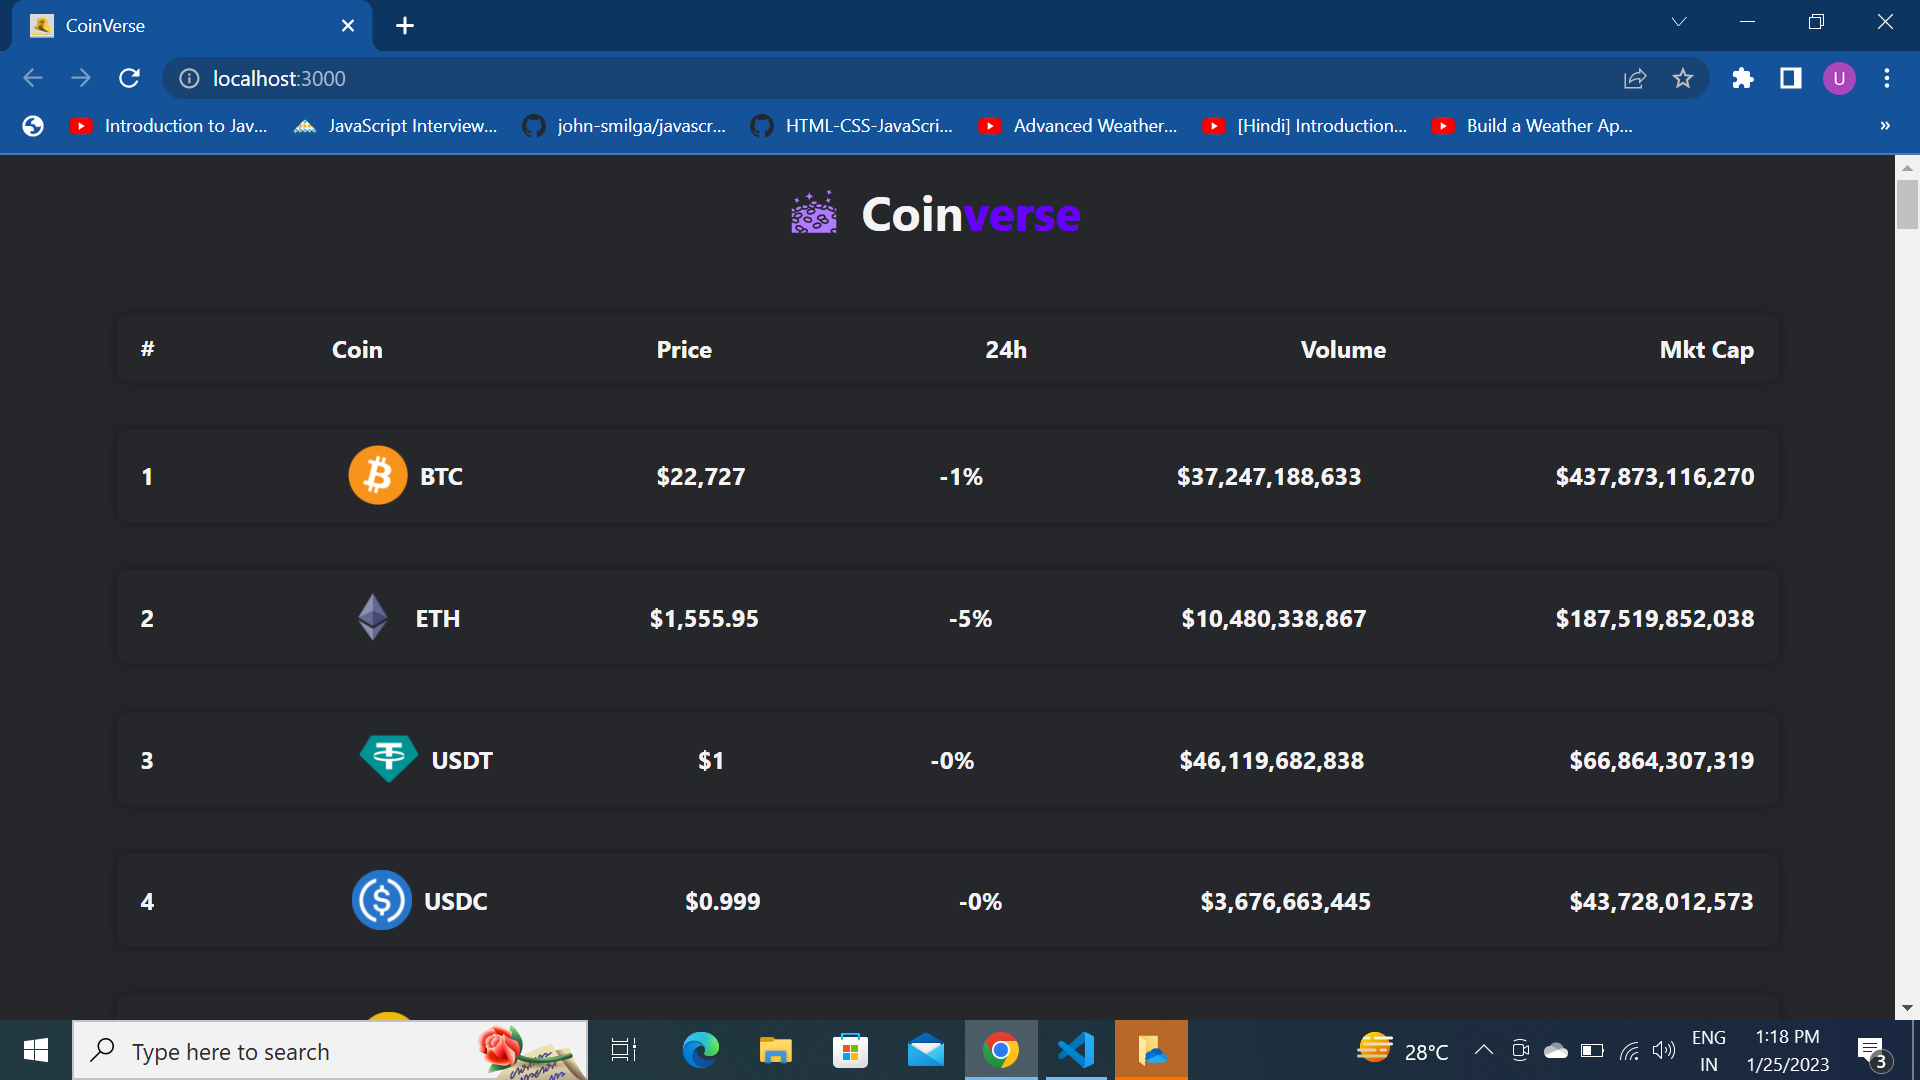 CoinVerse
localhost:3000
U
Introduction to Jav...
JavaScript Interview...
john-smilga/javascr...
HTML-CSS-JavaScri...
Advanced Weather...
[Hindi] Introduction...
Build a Weather Ap...
»
Coinverse
# Coin Price 24h Volume Mkt Cap
1 BTC $22,727 -1% $37,247,188,633 $437,873,116,270
2 ETH $1,555.95 -5% $10,480,338,867 $187,519,852,038
3 USDT $1 -0% $46,119,682,838 $66,864,307,319
4 USDC $0.999 -0% $3,676,663,445 $43,728,012,573
Type here to search
28°C
ENG
IN
1:18 PM
1/25/2023
3